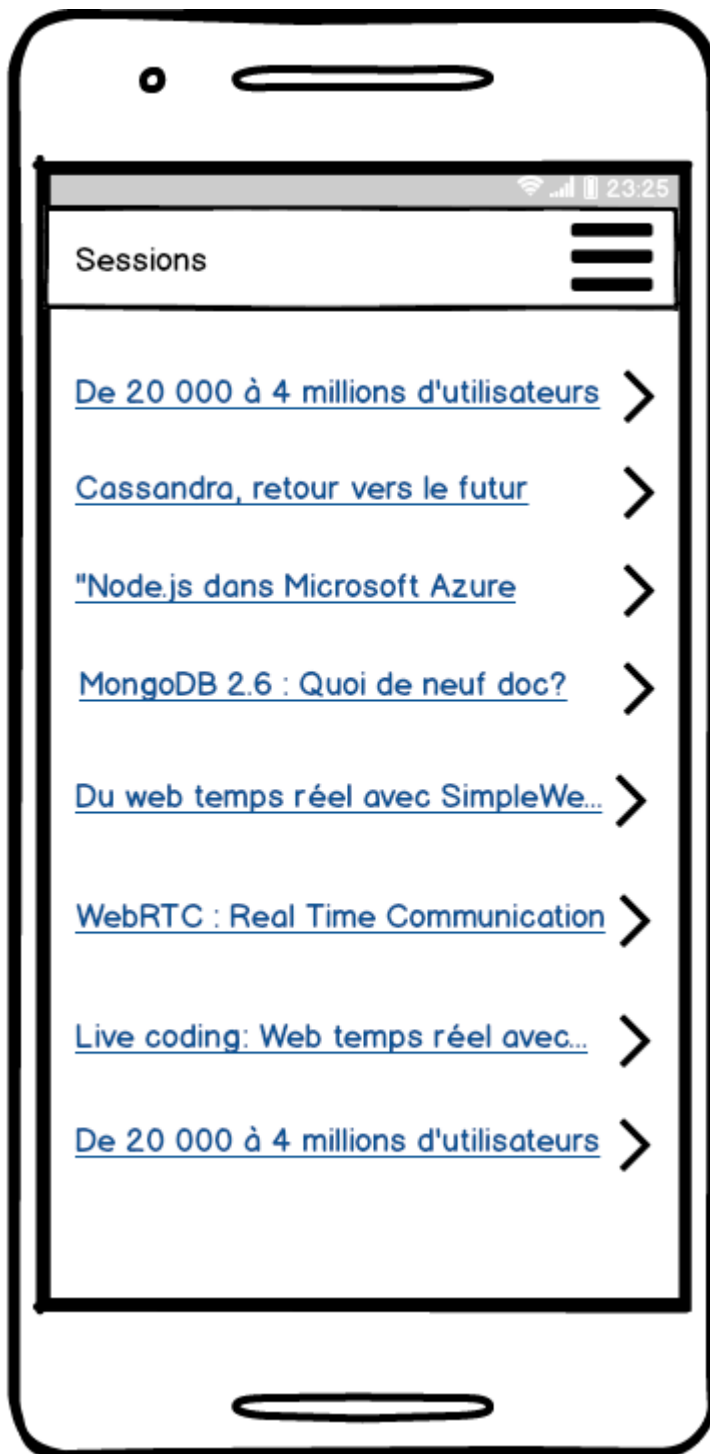 23:25
Sessions
De 20 000 à 4 millions d'utilisateurs
Cassandra, retour vers le futur
"Node.js dans Microsoft Azure
MongoDB 2.6 : Quoi de neuf doc?
Du web temps réel avec SimpleWe...
WebRTC : Real Time Communication
Live coding: Web temps réel avec...
De 20 000 à 4 millions d'utilisateurs